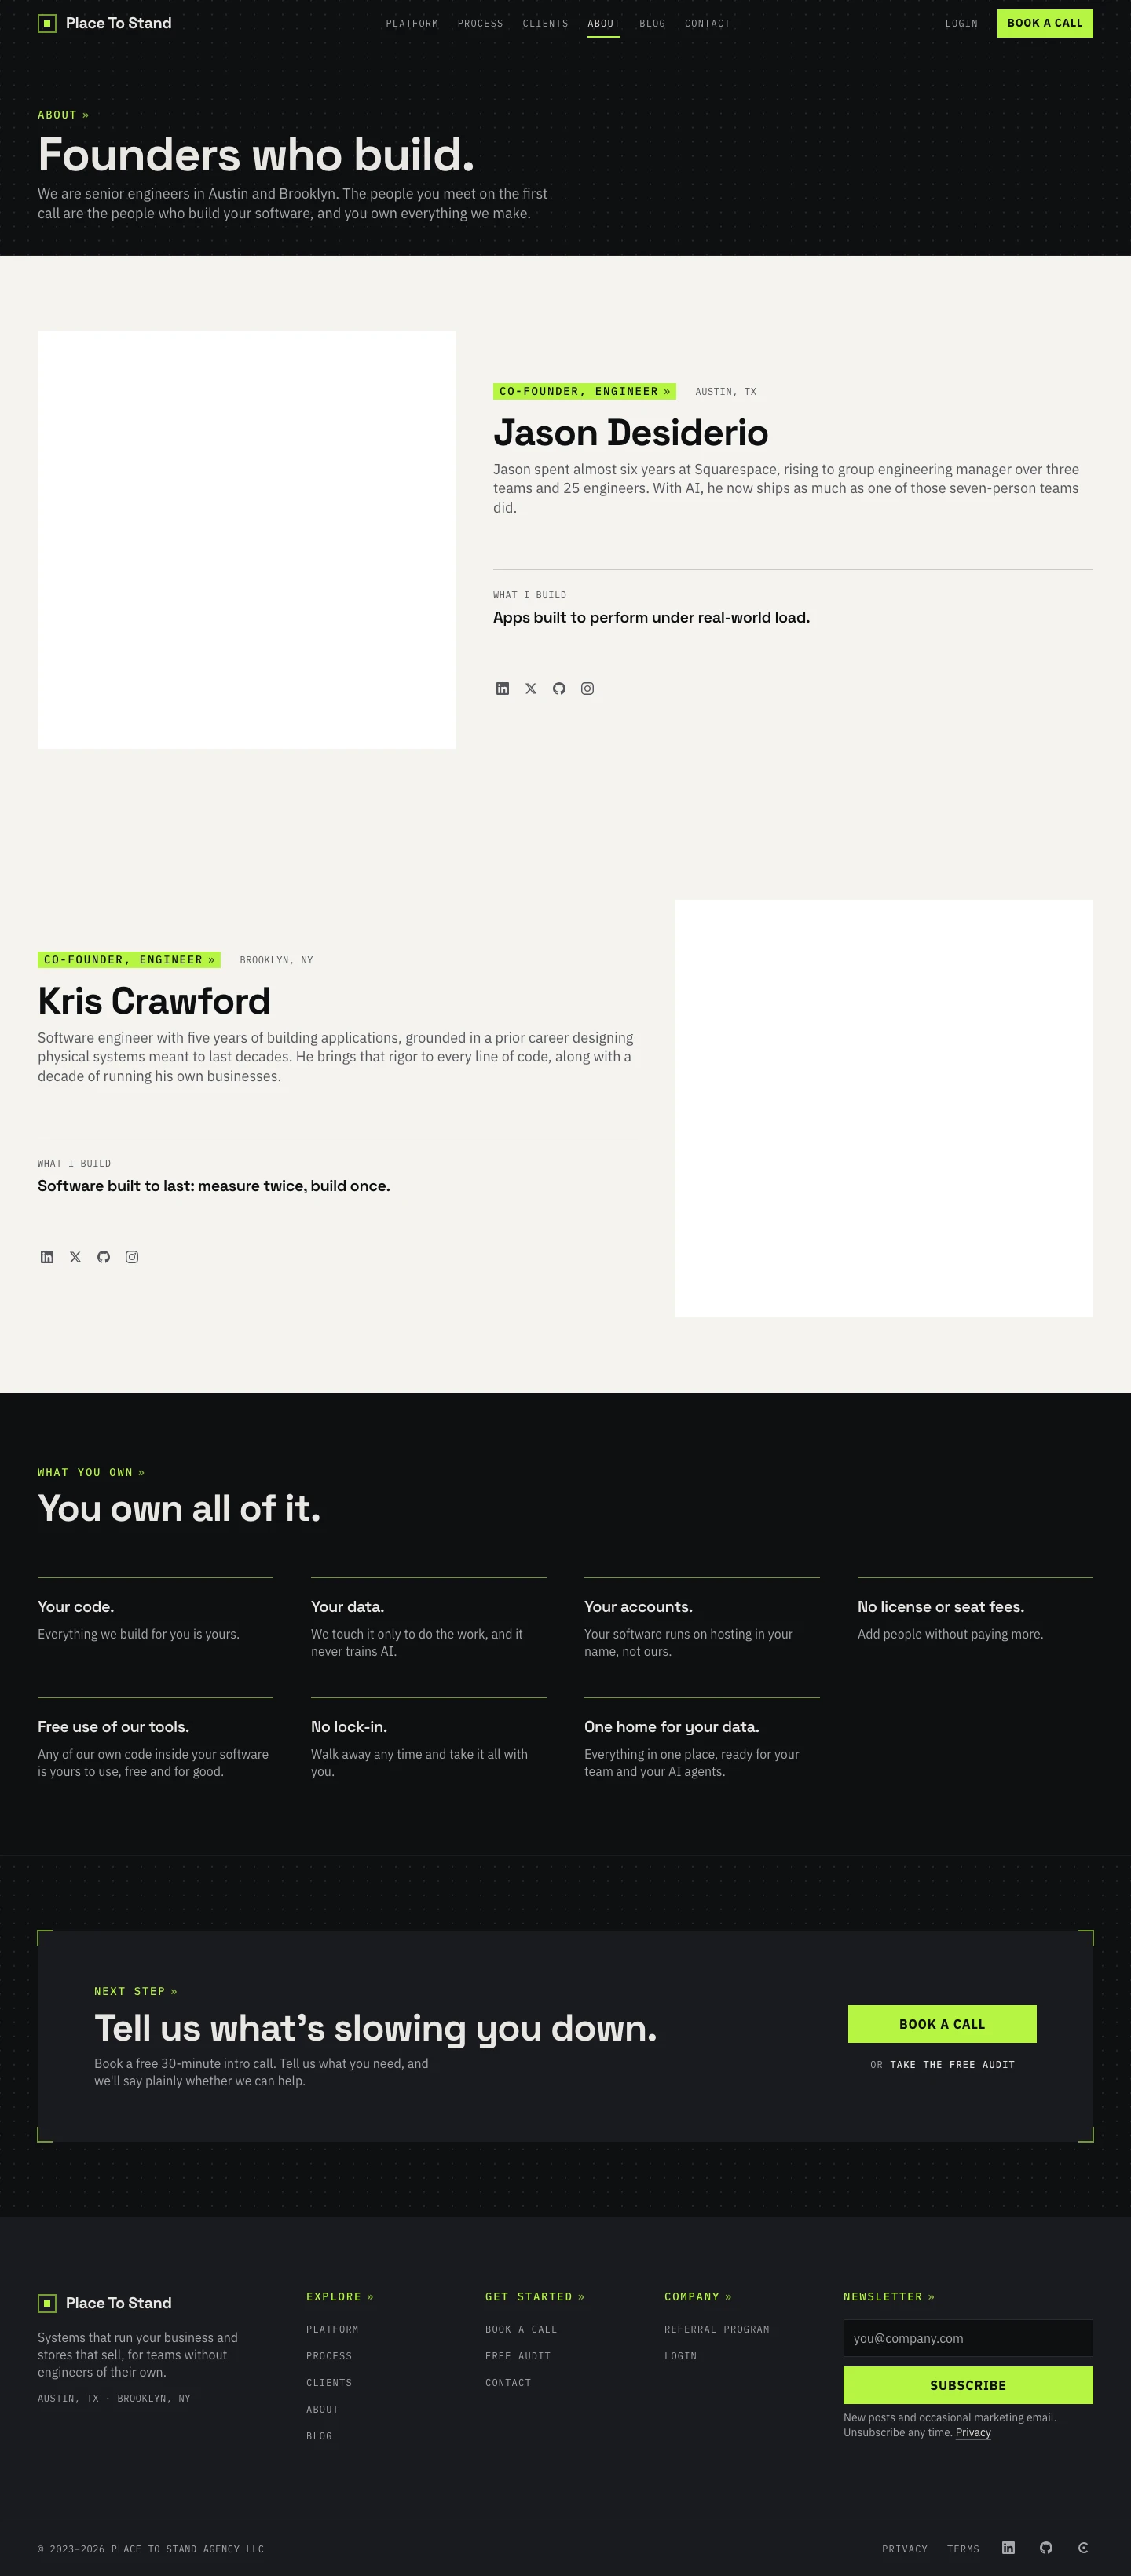 Place To Stand
PLATFORM PROCESS CLIENTS ABOUT BLOG CONTACT
LOGIN BOOK A CALL
ABOUT »
Founders who build.
We are senior engineers in Austin and Brooklyn. The people you meet on the first
call are the people who build your software, and you own everything we make.
CO-FOUNDER, ENGINEER » AUSTIN, TX
Jason Desiderio
Jason spent almost six years at Squarespace, rising to group engineering manager over three
teams and 25 engineers. With AI, he now ships as much as one of those seven-person teams
did.
WHAT I BUILD
Apps built to perform under real-world load.
CO-FOUNDER, ENGINEER » BROOKLYN, NY
Kris Crawford
Software engineer with five years of building applications, grounded in a prior career designing
physical systems meant to last decades. He brings that rigor to every line of code, along with a
decade of running his own businesses.
WHAT I BUILD
Software built to last: measure twice, build once.
WHAT YOU OWN »
You own all of it.
Your code.
Everything we build for you is yours.
Your data.
We touch it only to do the work, and it
never trains AI.
Your accounts.
Your software runs on hosting in your
name, not ours.
No license or seat fees.
Add people without paying more.
Free use of our tools.
Any of our own code inside your software
is yours to use, free and for good.
No lock-in.
Walk away any time and take it all with
you.
One home for your data.
Everything in one place, ready for your
team and your AI agents.
NEXT STEP »
Tell us what’s slowing you down.
Book a free 30-minute intro call. Tell us what you need, and
we'll say plainly whether we can help.
BOOK A CALL
OR TAKE THE FREE AUDIT
Place To Stand
Systems that run your business and
stores that sell, for teams without
engineers of their own.
AUSTIN, TX · BROOKLYN, NY
EXPLORE »
PLATFORM
PROCESS
CLIENTS
ABOUT
BLOG
GET STARTED »
BOOK A CALL
FREE AUDIT
CONTACT
COMPANY »
REFERRAL PROGRAM
LOGIN
NEWSLETTER »
you@company.com
SUBSCRIBE
New posts and occasional marketing email.
Unsubscribe any time. Privacy
© 2023–2026 PLACE TO STAND AGENCY LLC
PRIVACY TERMS